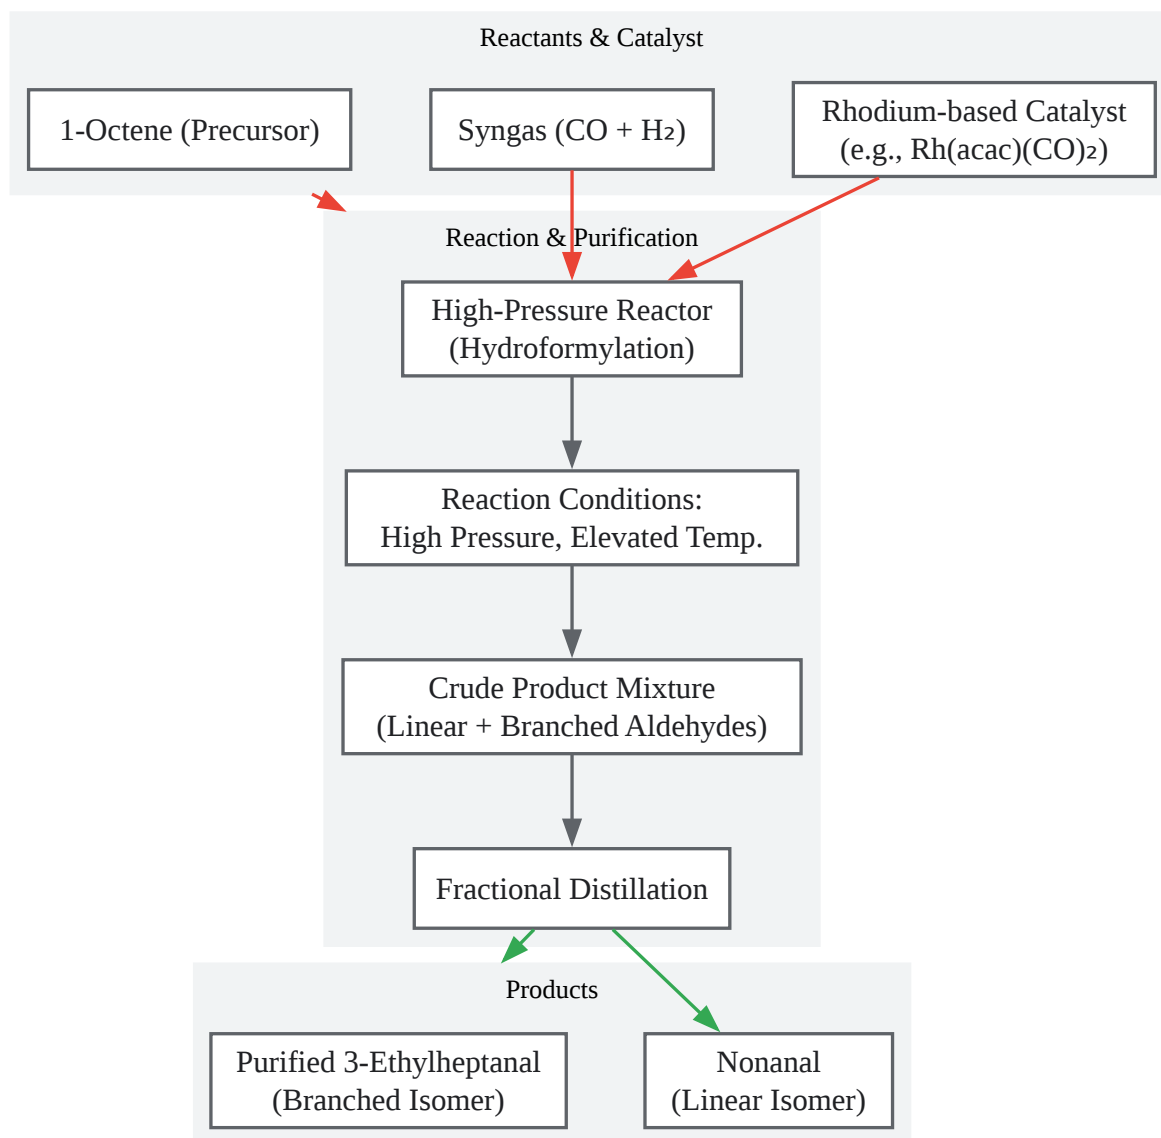 Reactants & Catalyst
1-Octene (Precursor)
Syngas (CO + H₂)
Rhodium-based Catalyst
(e.g., Rh(acac)(CO)₂)
Reaction & Purification
High-Pressure Reactor
(Hydroformylation)
Reaction Conditions:
High Pressure, Elevated Temp.
Crude Product Mixture
(Linear + Branched Aldehydes)
Fractional Distillation
Products
Purified 3-Ethylheptanal
(Branched Isomer)
Nonanal
(Linear Isomer)